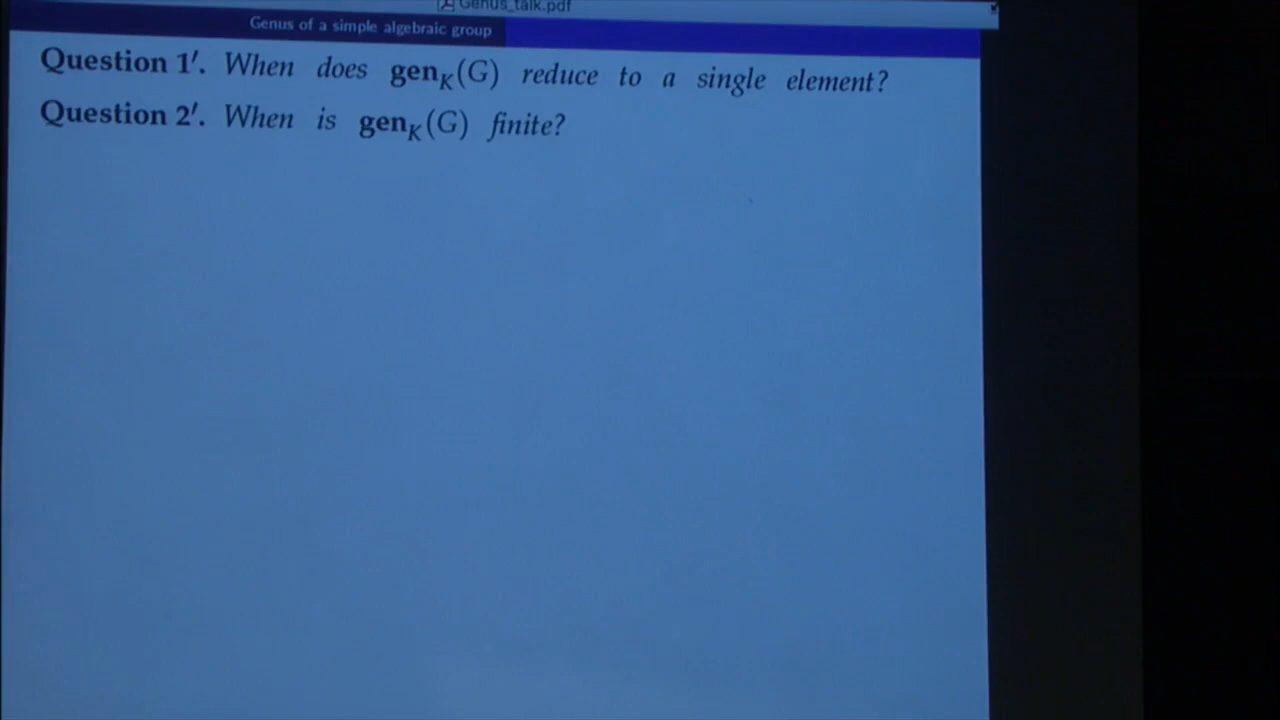 Genus_talk.pdf
Genus of a simple algebraic group
Question 1′. When does gen_K(G) reduce to a single element?
Question 2′. When is gen_K(G) finite?